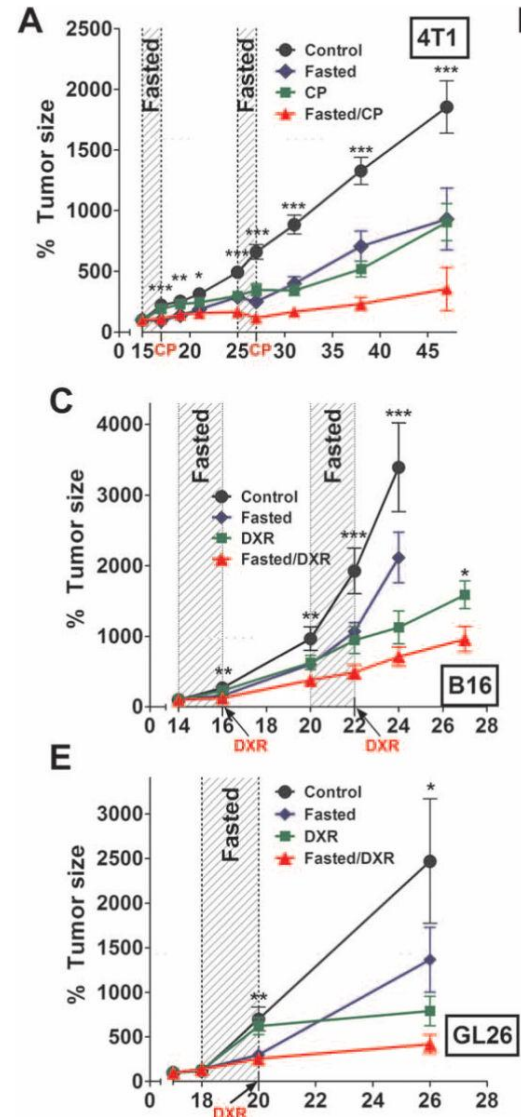 A
4T1
Fasted
Fasted
Control
Fasted
CP
Fasted/CP
% Tumor size
2500
2000
1500
1000
500
0
*** ** * *** *** *** ***
0 15 20 25 30 35 40 45
CP CP
C
Fasted
Fasted
Control
Fasted
DXR
Fasted/DXR
% Tumor size
4000
3000
2000
1000
0
** ** *** *** *
B16
0 14 16 18 20 22 24 26 28
DXR DXR
E
Fasted
Control
Fasted
DXR
Fasted/DXR
% Tumor size
3000
2500
2000
1500
1000
500
0
** *
GL26
0 18 20 22 24 26 28
DXR